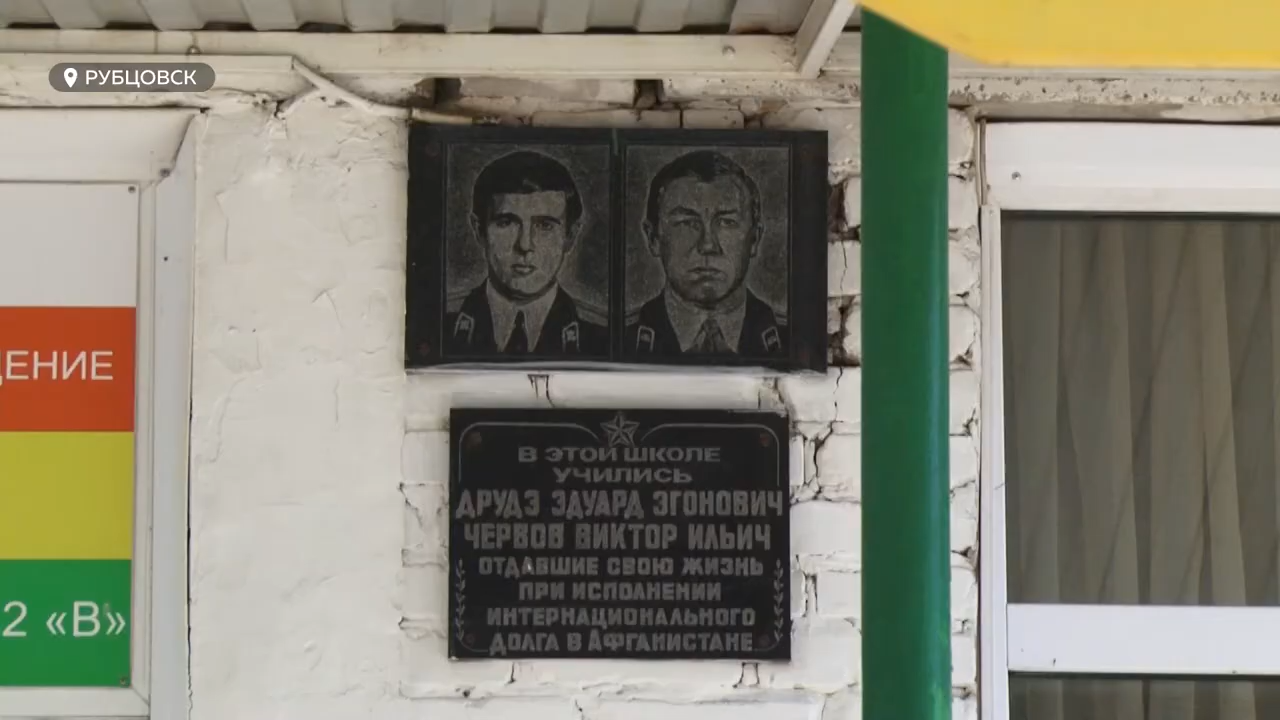 РУБЦОВСК
ЕНИЕ
2 «В»
В ЭТОЙ ШКОЛЕ
УЧИЛИСЬ
ДРУДЗ ЭДУАРД ЭГОНОВИЧ
ЧЕРВОВ ВИКТОР ИЛЬИЧ
ОТДАВШИЕ СВОЮ ЖИЗНЬ
ПРИ ИСПОЛНЕНИИ
ИНТЕРНАЦИОНАЛЬНОГО
ДОЛГА В АФГАНИСТАНЕ